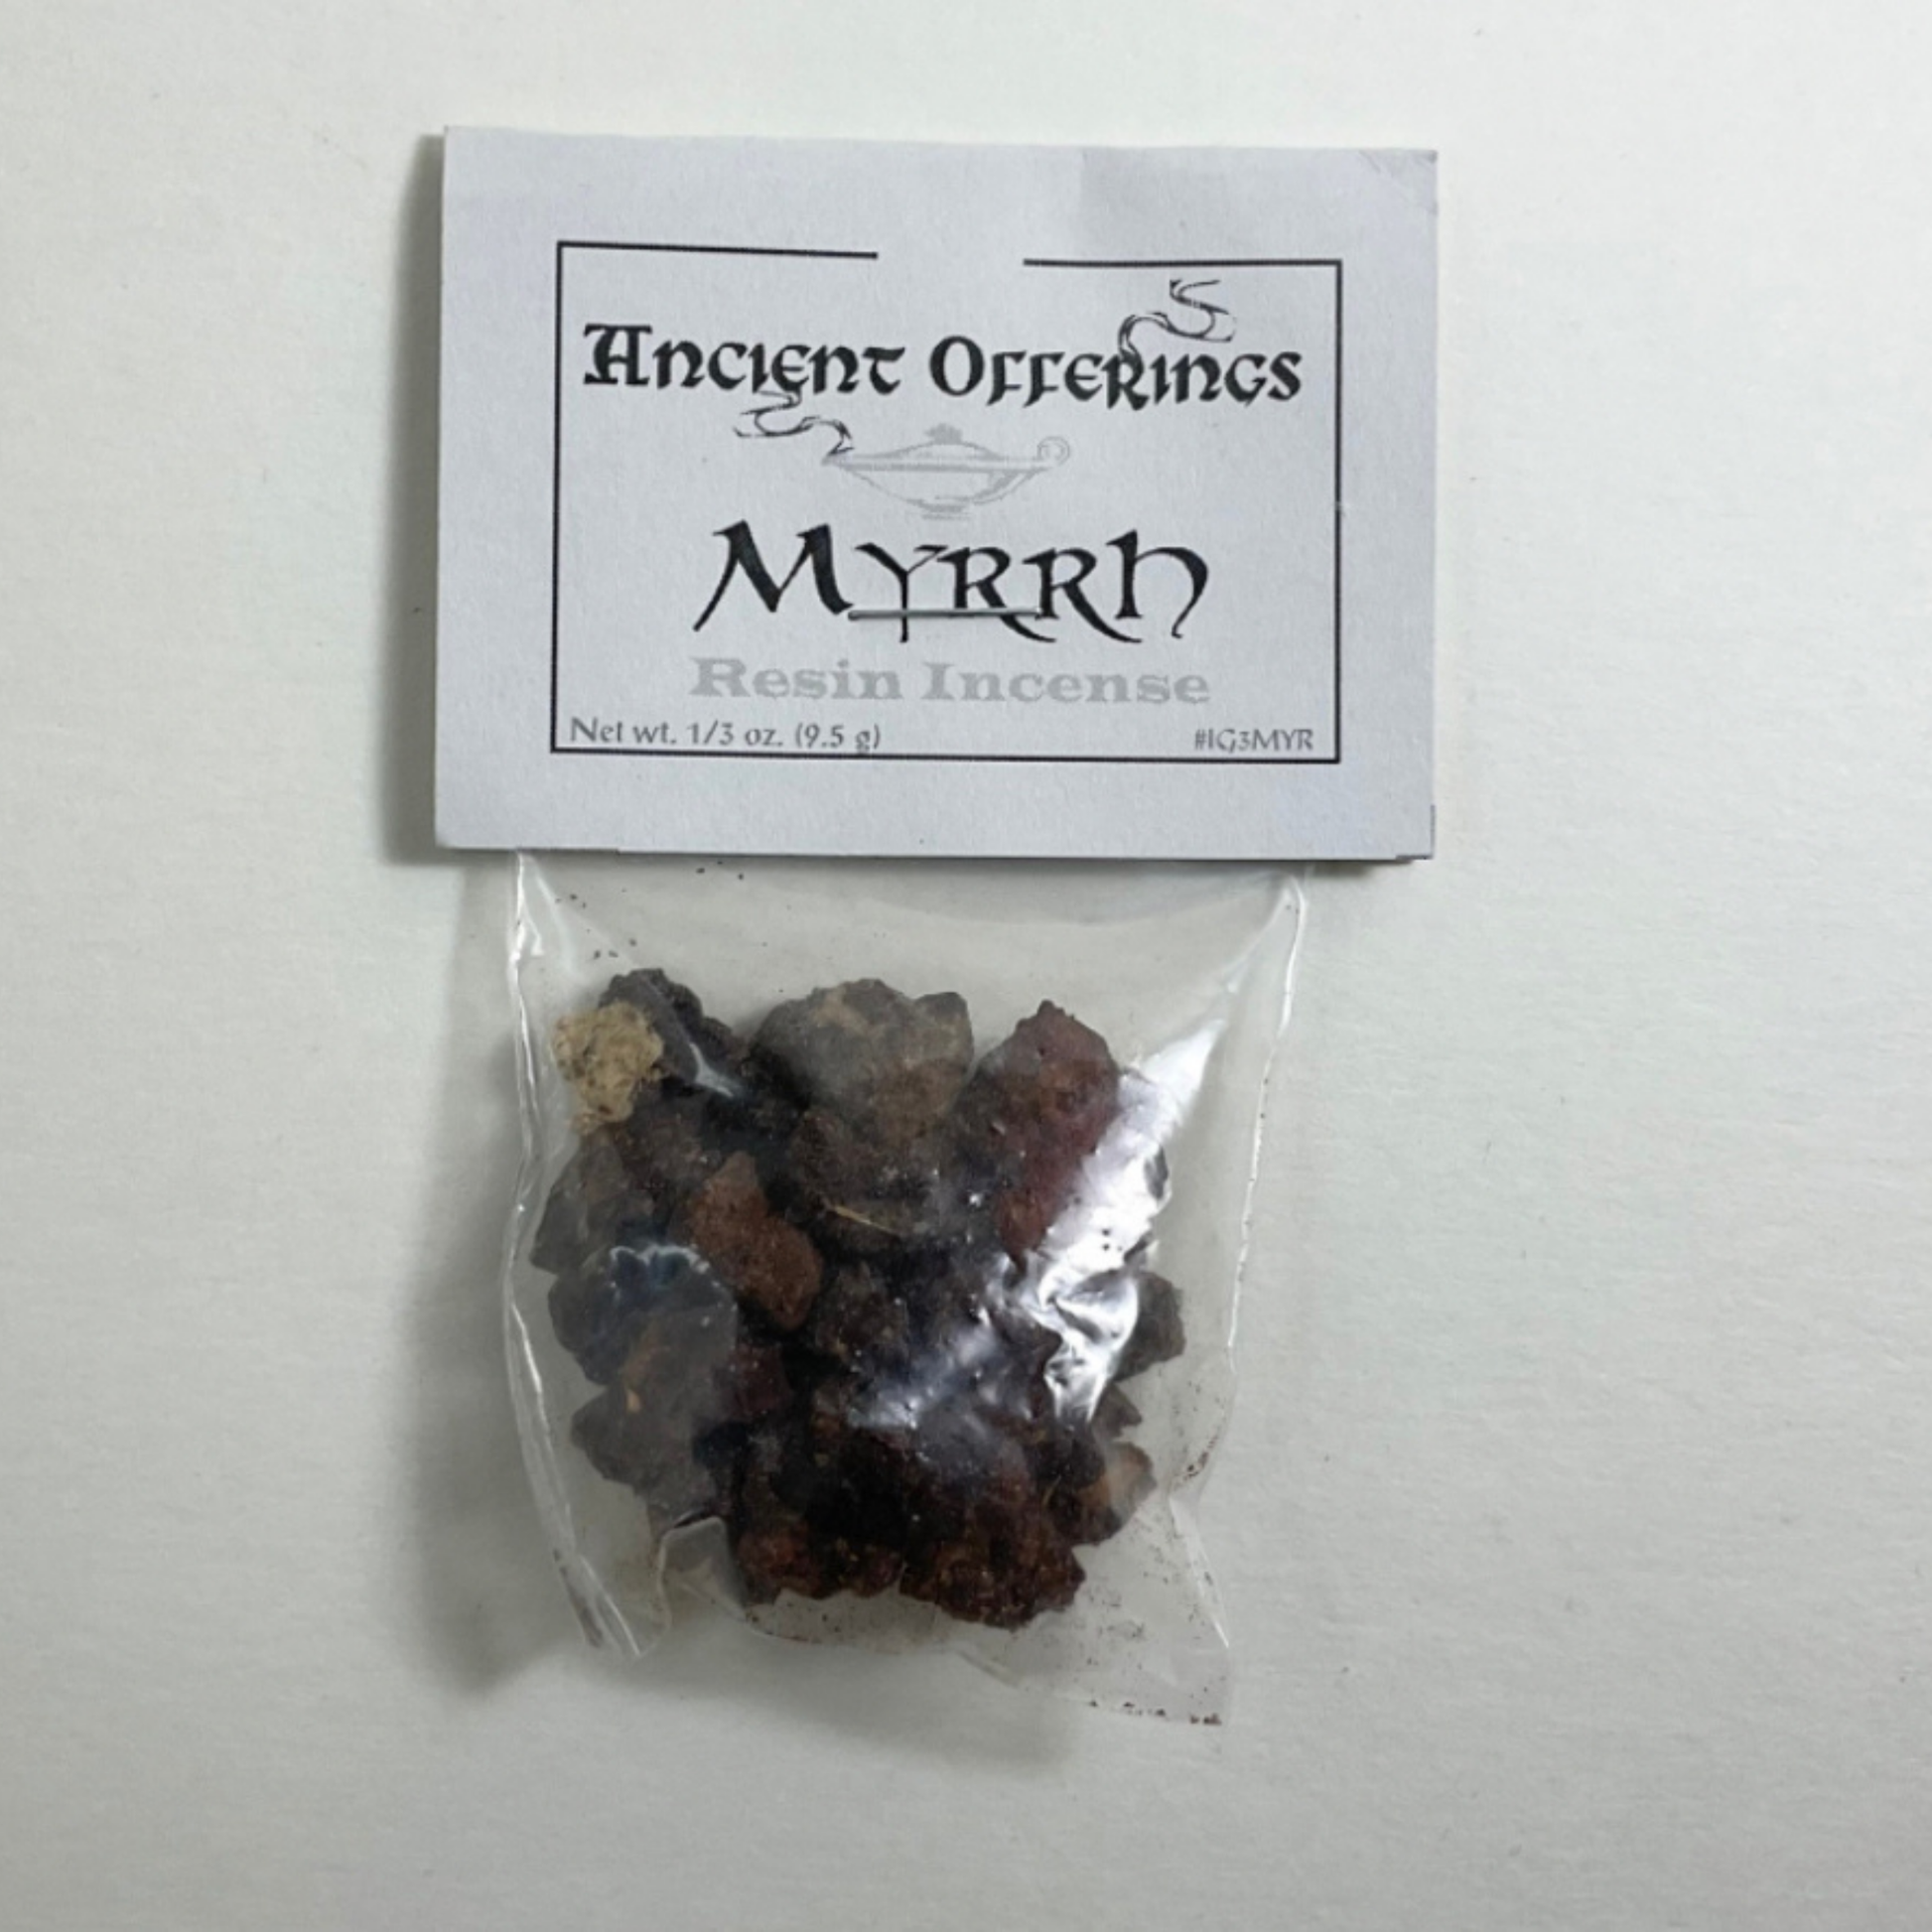 Ancient Offerings
Myrrh
Resin Incense
Net wt. 1/3 oz. (9.5 g)
#IG3MYR